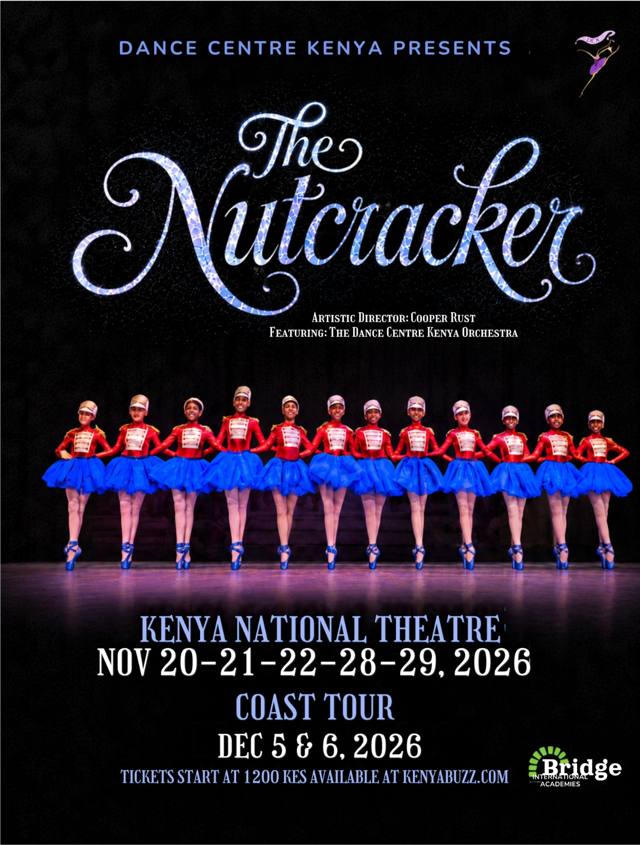 DANCE CENTRE KENYA PRESENTS
The
Nutcracker
ARTISTIC DIRECTOR: COOPER RUST
FEATURING: THE DANCE CENTRE KENYA ORCHESTRA
KENYA NATIONAL THEATRE
NOV 20-21-22-28-29, 2026
COAST TOUR
DEC 5 & 6, 2026
TICKETS START AT 1200 KES AVAILABLE AT KENYABUZZ.COM
Bridge
INTERNATIONAL
ACADEMIES